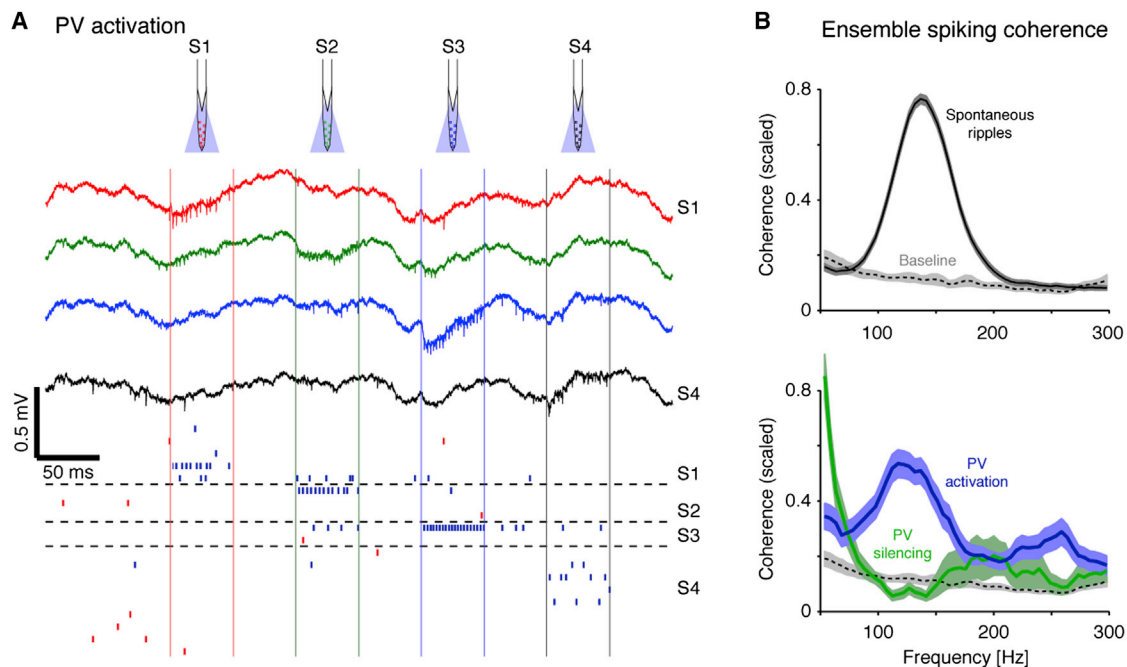 A PV activation
S1 S2 S3 S4
S1
S4
0.5 mV
50 ms
S1
S2
S3
S4
B Ensemble spiking coherence
0.8
Spontaneous
ripples
Coherence (scaled)
0.4
Baseline
0
100 200 300
0.8
PV
activation
Coherence (scaled)
0.4
PV
silencing
0
100 200 300
Frequency [Hz]